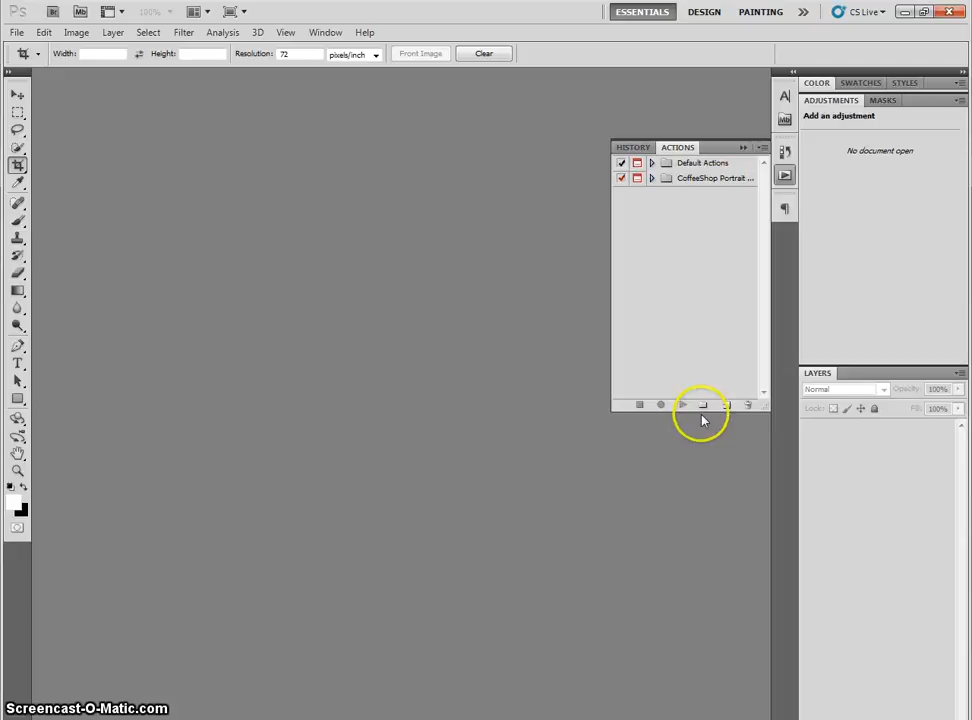 Ps Br Mb 100% ESSENTIALS DESIGN PAINTING CS Live
File Edit Image Layer Select Filter Analysis 3D View Window Help
Width: Height: Resolution: 72 pixels/inch Front Image Clear
COLOR SWATCHES STYLES
ADJUSTMENTS MASKS
Add an adjustment
No document open
HISTORY ACTIONS
Default Actions
CoffeeShop Portrait ...
A
Mb
LAYERS
Normal Opacity: 100%
Lock: Fill: 100%
T
Screencast-O-Matic.com